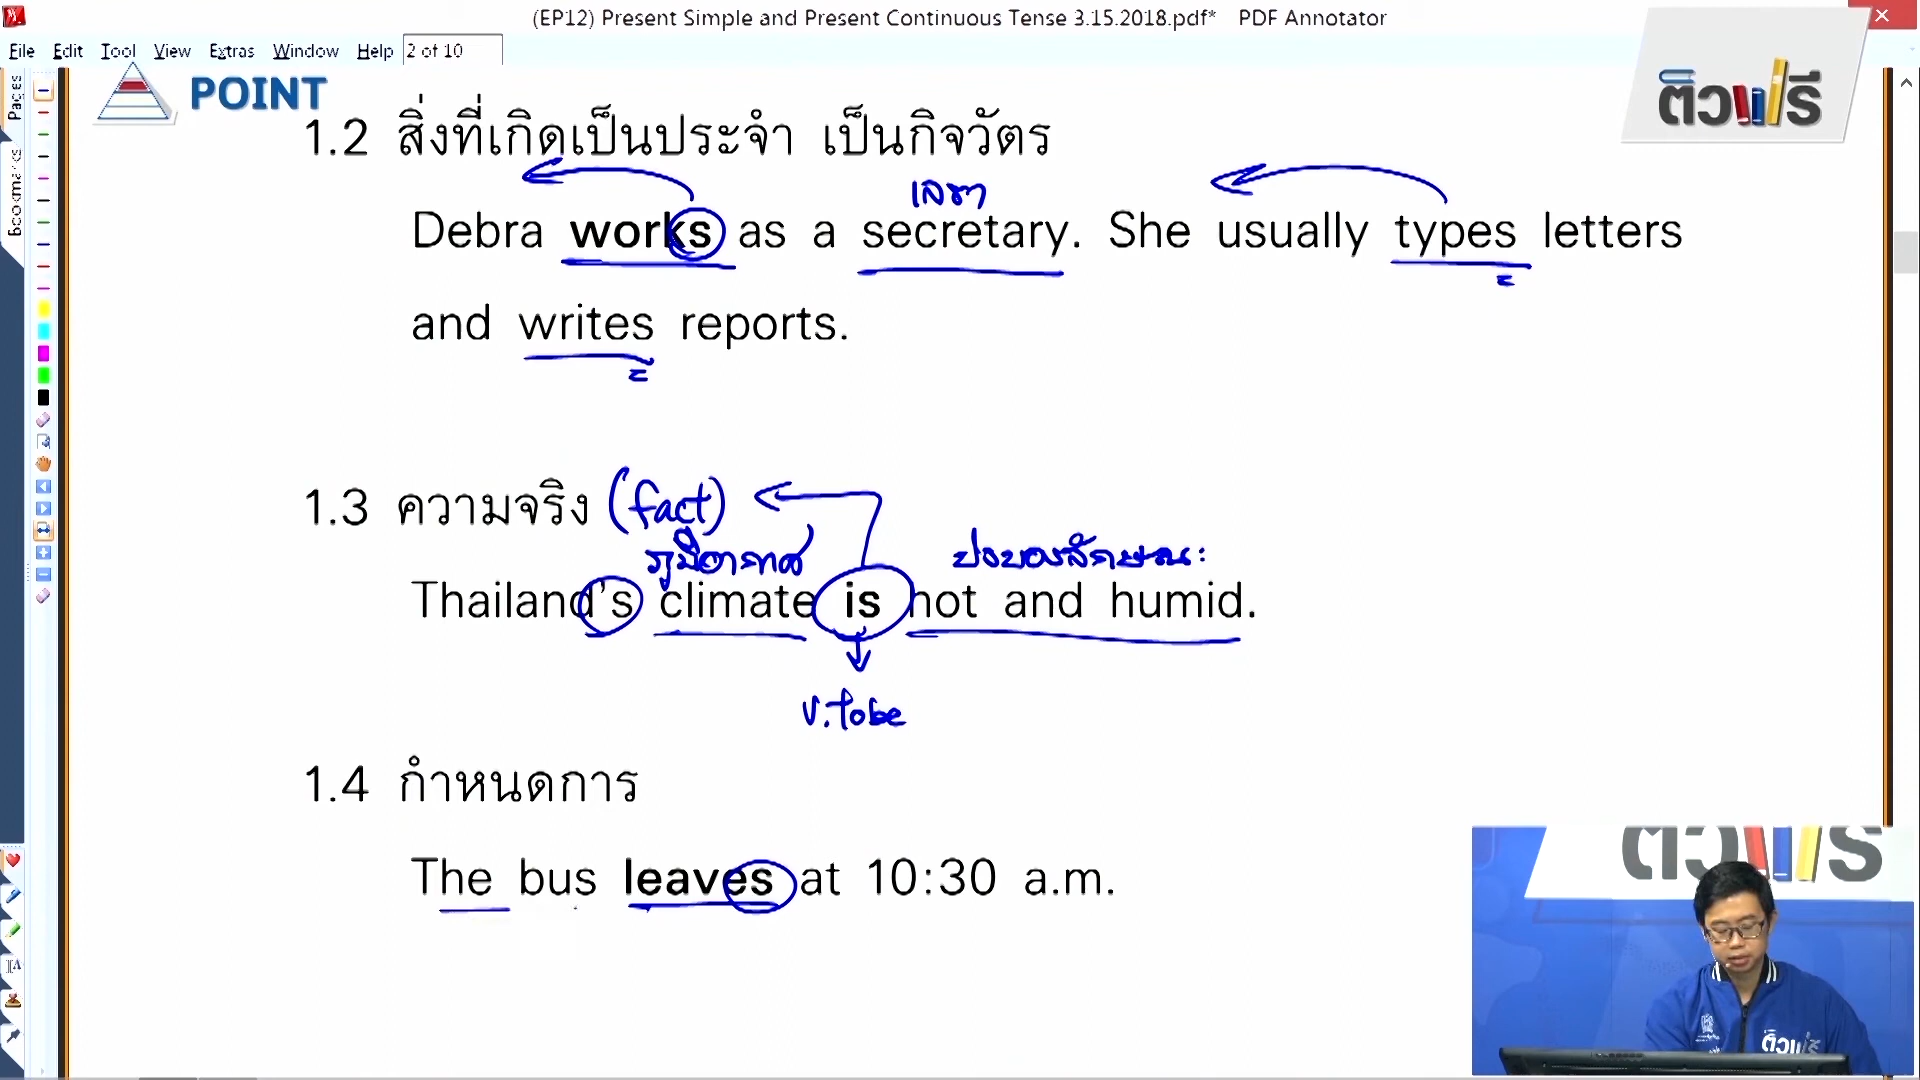 (EP12) Present Simple and Present Continuous Tense 3.15.2018.pdf* PDF Annotator
File Edit Tool View Extras Window Help 2 of 10
Pages
Bookmarks
POINT
ติวฟรี
1.2 สิ่งที่เกิดเป็นประจำ เป็นกิจวัตร
เลขา
Debra works as a secretary. She usually types letters
and writes reports.
1.3 ความจริง (fact)
ภูมิอากาศ
Thailand's climate is hot and humid.
v.tobe
1.4 กำหนดการ
The bus leaves at 10:30 a.m.
ติวฟรี